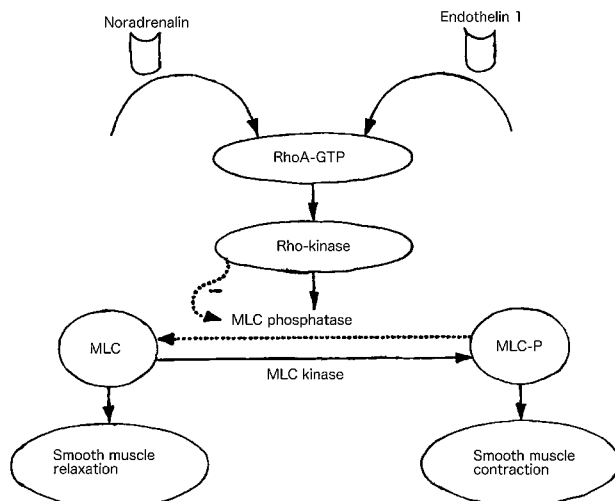 Noradrenalin
Endothelin 1
RhoA-GTP
Rho-kinase
MLC phosphatase
MLC
MLC-P
MLC kinase
Smooth muscle
relaxation
Smooth muscle
contraction